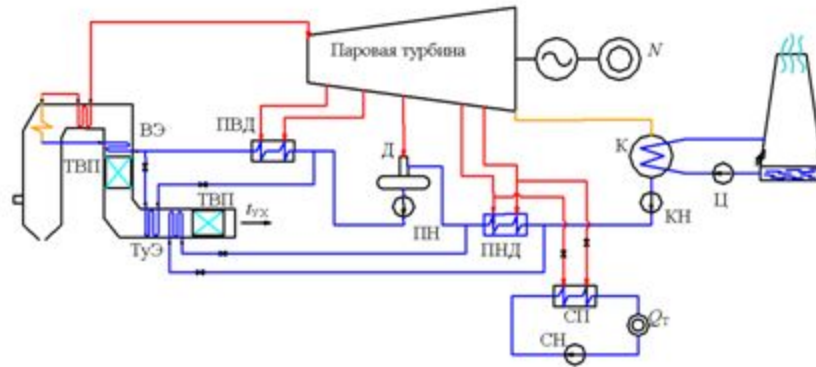 Паровая турбина
N
ВЭ
ПВД
ТВП
Д
К
ТВП
tух
ТуЭ
ПН
ПНД
КН
Ц
СП
Qт
СН